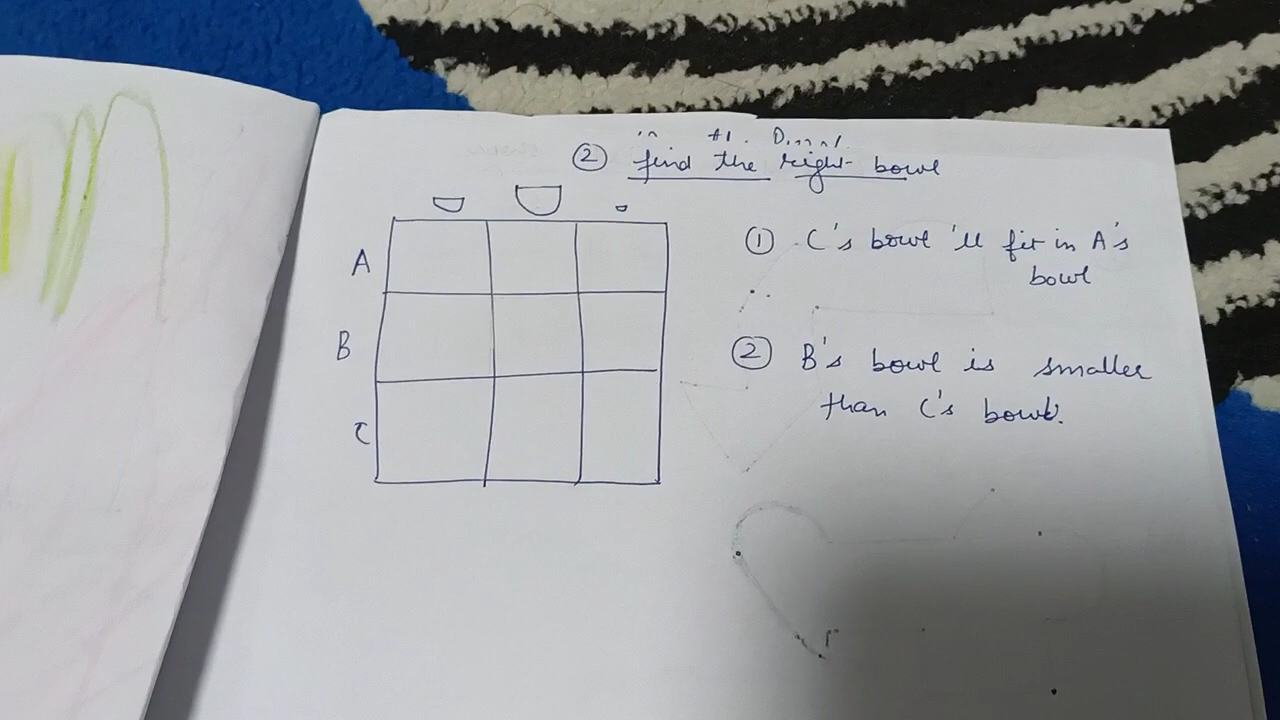 ② find the right bowl
A
B
C
① C's bowl 'll fit in A's
bowl
② B's bowl is smaller
than C's bowl.